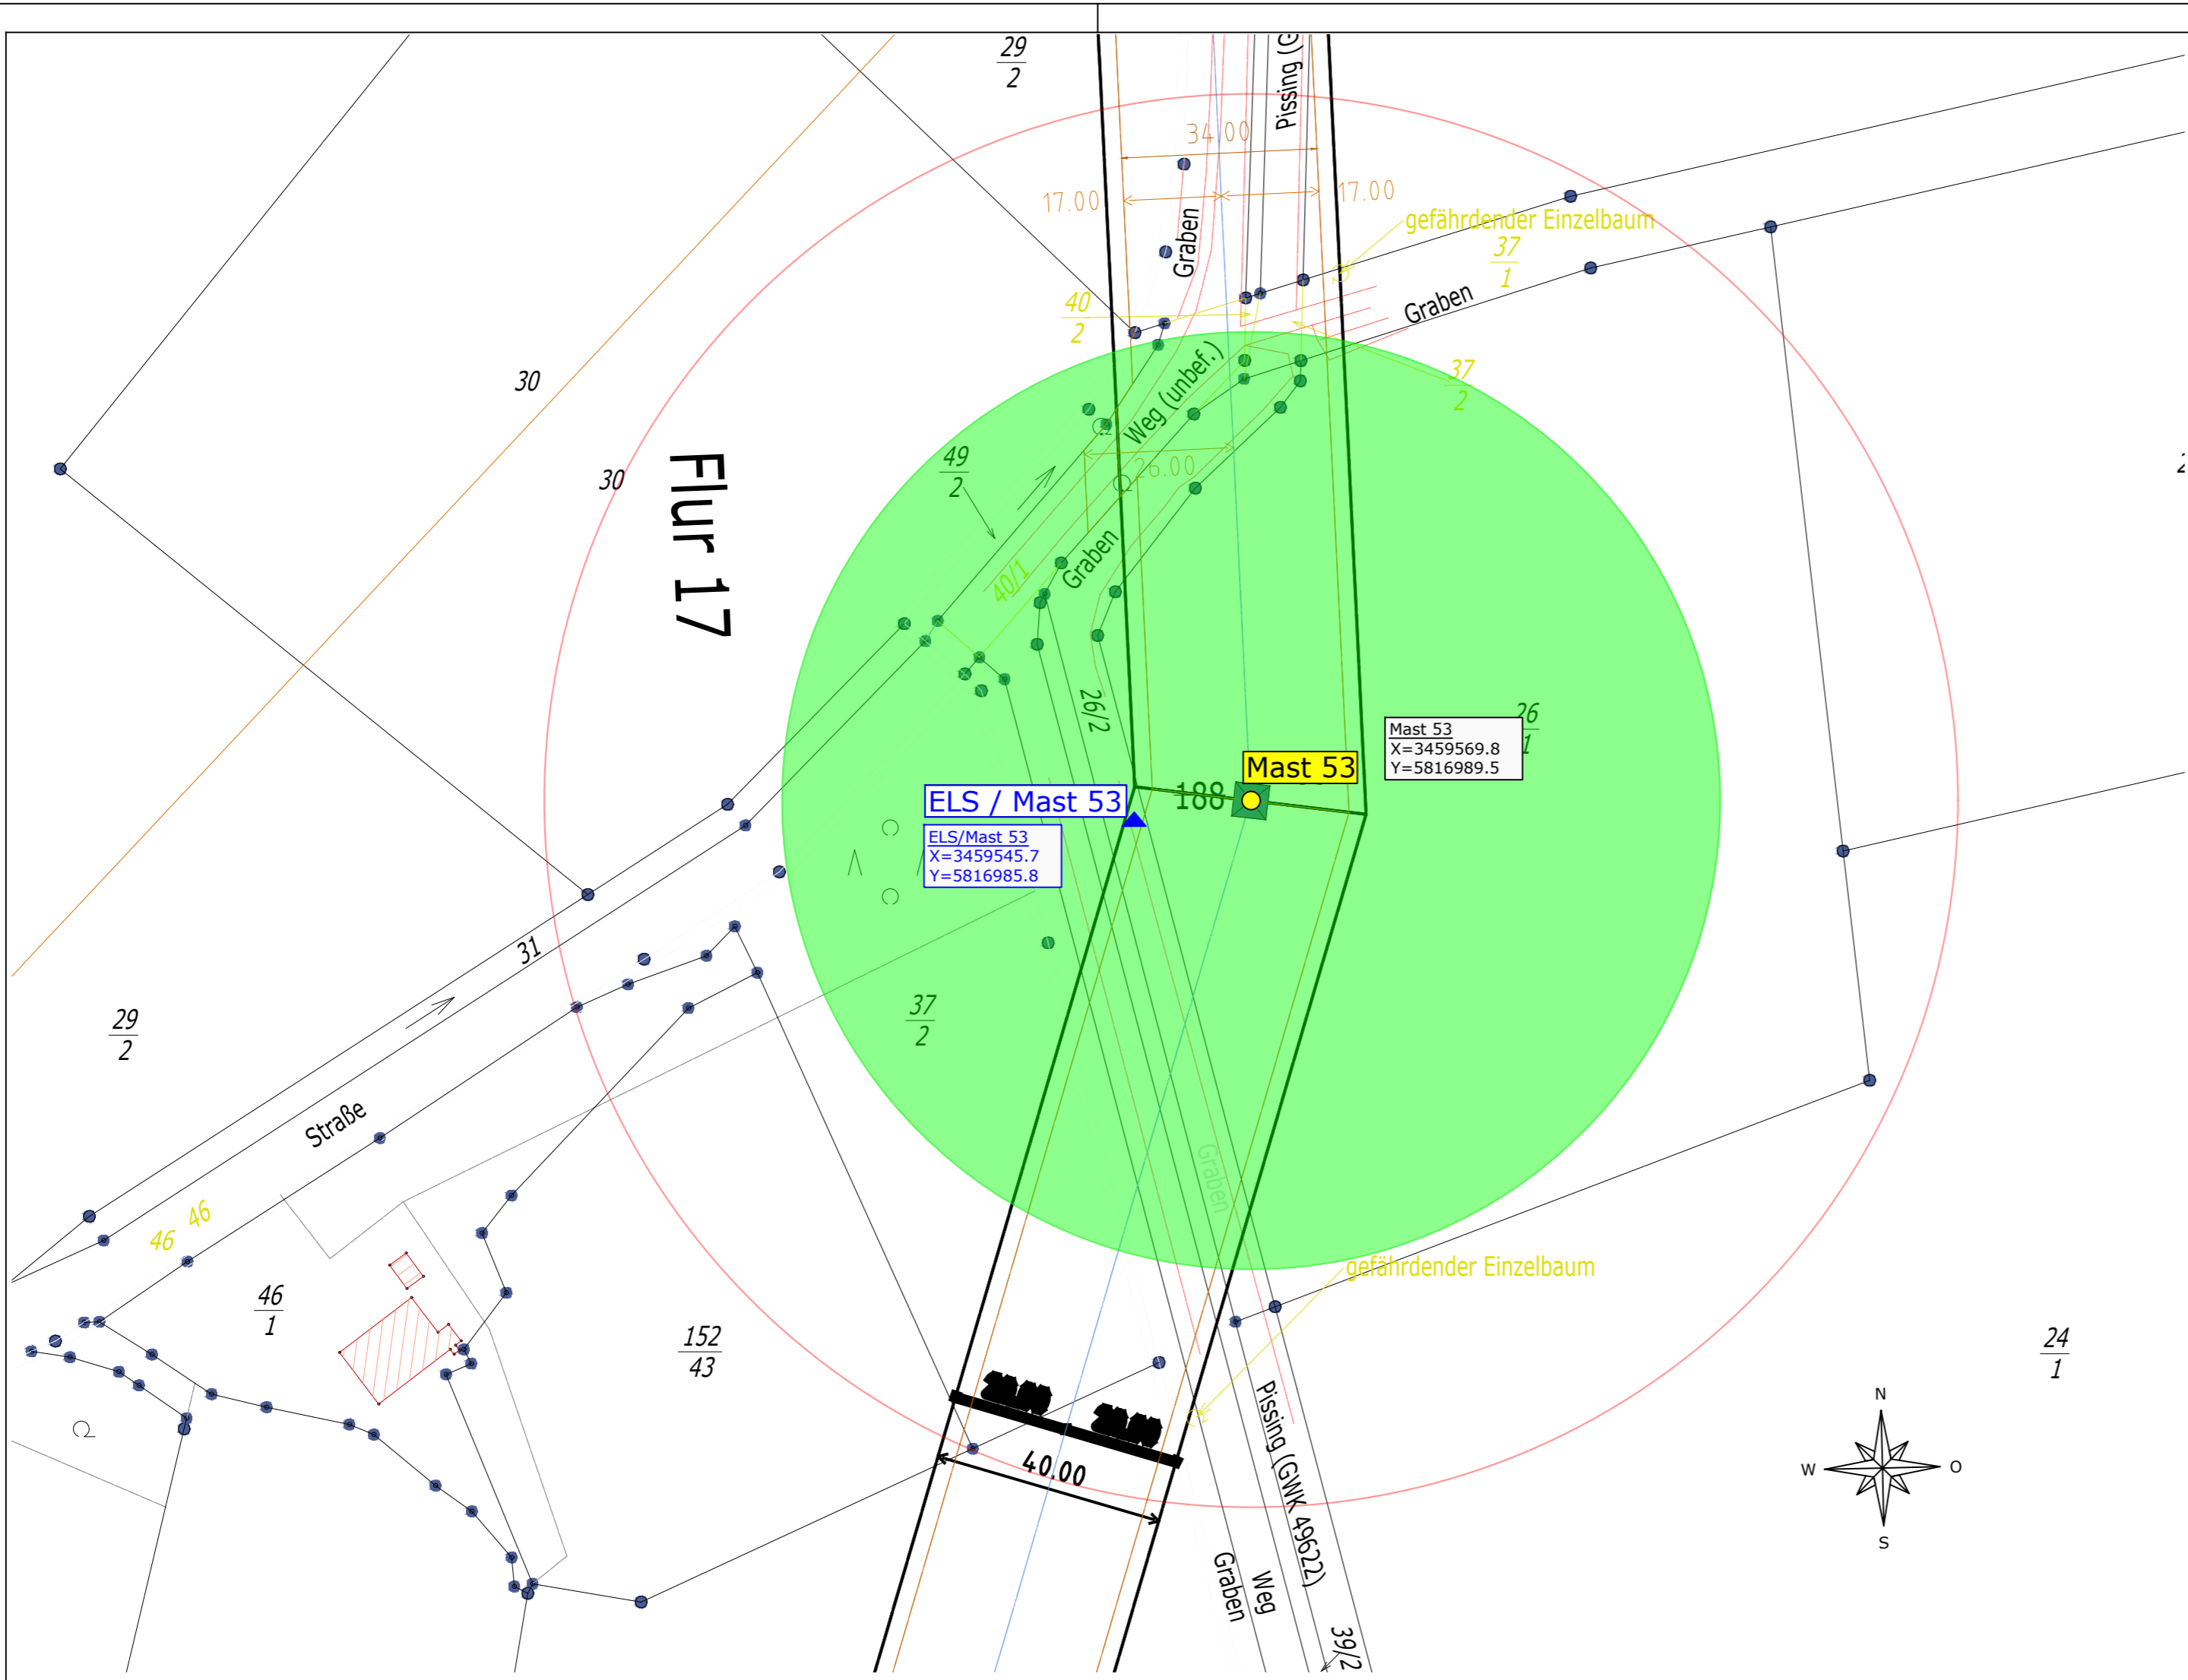 29
2
Pissing (G
34.00
17.00
17.00
gefährdender Einzelbaum
37
1
Graben
40
2
Graben
30
Weg (unbef.)
37
2
30
49
2
26.00
Flur 17
Graben
40/1
26/2
26
1
Mast 53
X=3459569.8
Y=5816989.5
Mast 53
188
ELS / Mast 53
ELS/Mast 53
X=3459545.7
Y=5816985.8
31
29
2
37
2
Straße
Graben
46
46
gefährdender Einzelbaum
46
1
152
43
24
1
40.00
Pissing (GWK 49622)
Graben
Weg
39/2
N
W
O
S